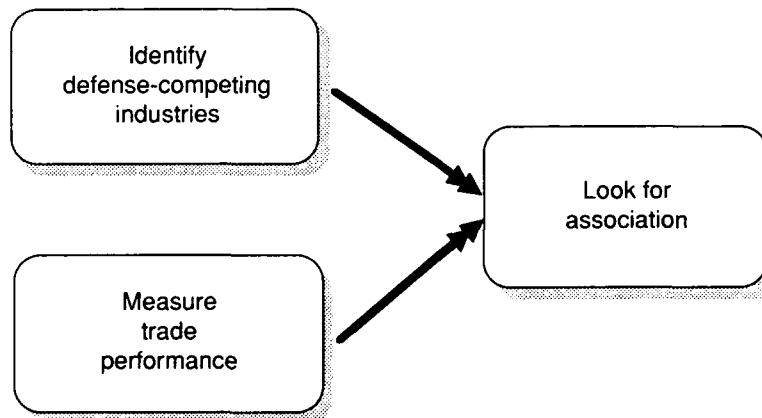 Identify
defense-competing
industries
Look for
association
Measure
trade
performance